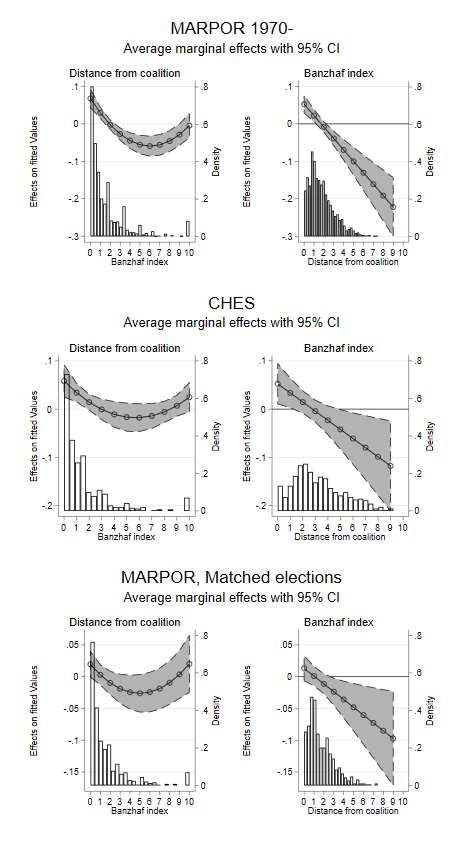 MARPOR 1970-
Average marginal effects with 95% CI
Distance from coalition
Effects on fitted Values
.1
0
-.1
-.2
-.3
.8
.6
.4
.2
0
Density
0 1 2 3 4 5 6 7 8 9 10
Banzhaf index
Banzhaf index
Effects on fitted Values
.1
0
-.1
-.2
-.3
.8
.6
.4
.2
0
Density
0 1 2 3 4 5 6 7 8 9 10
Distance from coalition
CHES
Average marginal effects with 95% CI
Distance from coalition
Effects on fitted Values
.1
0
-.1
-.2
.8
.6
.4
.2
0
Density
0 1 2 3 4 5 6 7 8 9 10
Banzhaf index
Banzhaf index
Effects on fitted Values
.1
0
-.1
-.2
.8
.6
.4
.2
0
Density
0 1 2 3 4 5 6 7 8 9 10
Distance from coalition
MARPOR, Matched elections
Average marginal effects with 95% CI
Distance from coalition
Effects on fitted Values
.05
0
-.05
-.1
-.15
.8
.6
.4
.2
0
Density
0 1 2 3 4 5 6 7 8 9 10
Banzhaf index
Banzhaf index
Effects on fitted Values
.05
0
-.05
-.1
-.15
.8
.6
.4
.2
0
Density
0 1 2 3 4 5 6 7 8 9 10
Distance from coalition